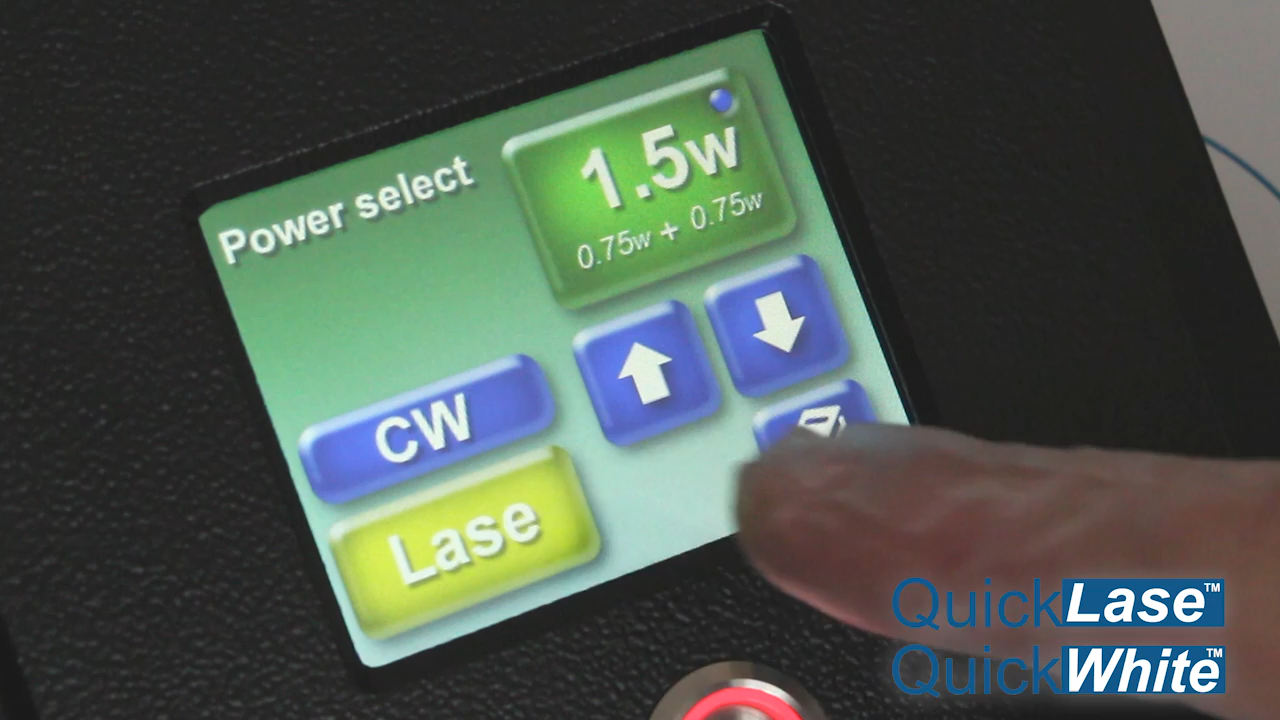 Power select
1.5w
0.75w + 0.75w
CW
Lase
QuickLase™
QuickWhite™